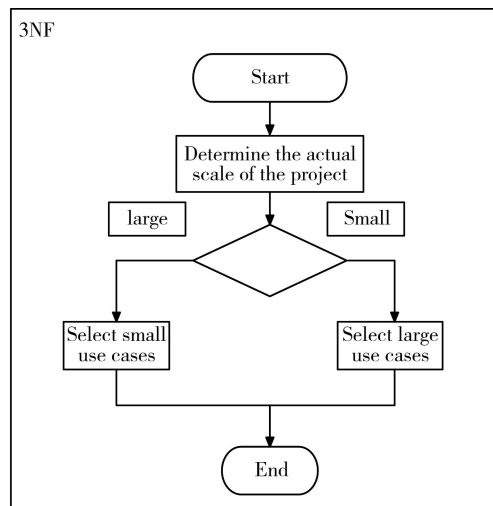 3NF
Start
Determine the actual
scale of the project
large
Small
Select small
use cases
Select large
use cases
End